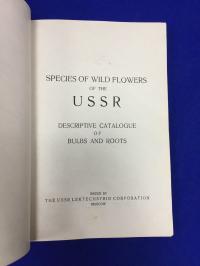 SPECIES OF WILD FLOWERS
OF THE
USSR
DESCRIPTIVE CATALOGUE
OF
BULBS AND ROOTS
ISSUED BY
THE USSR LEKTECHSYRIO CORPORATION
MOSCOW